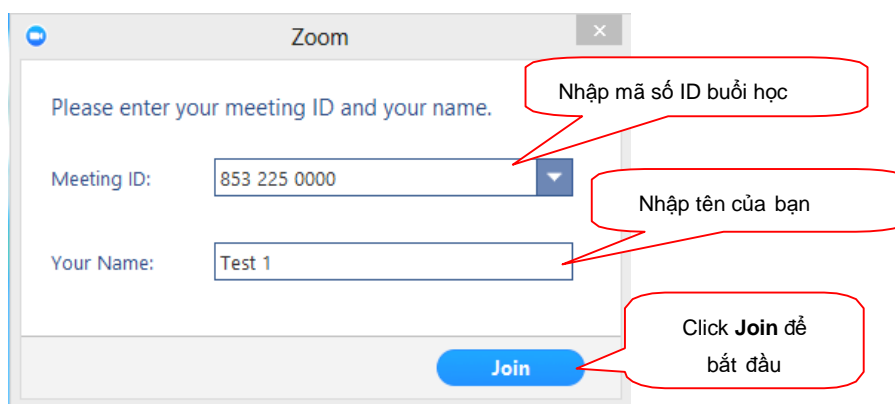 Zoom
Nhập mã số ID buổi học
Please enter your meeting ID and your name.
Meeting ID:
853 225 0000
Nhập tên của bạn
Your Name:
Test 1
Click Join để
bắt đầu
Join